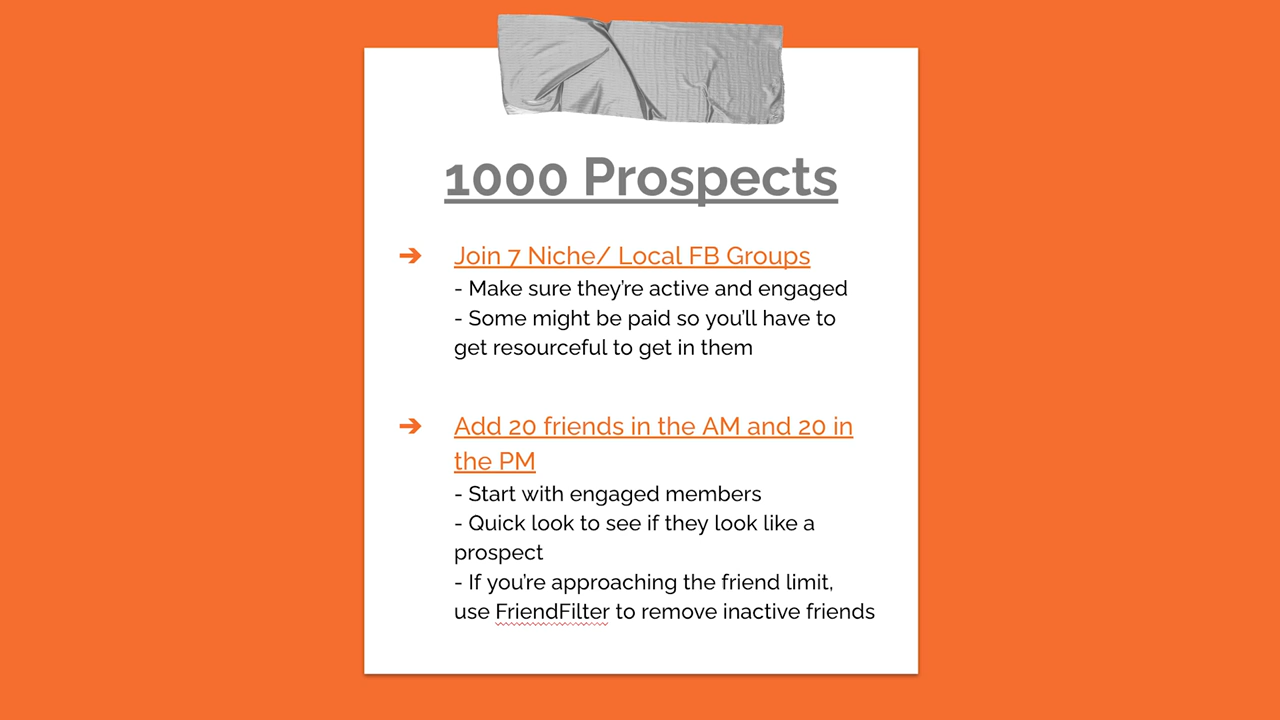 1000 Prospects
➔ Join 7 Niche/ Local FB Groups
- Make sure they're active and engaged
- Some might be paid so you'll have to
get resourceful to get in them
➔ Add 20 friends in the AM and 20 in
the PM
- Start with engaged members
- Quick look to see if they look like a
prospect
- If you're approaching the friend limit,
use FriendFilter to remove inactive friends